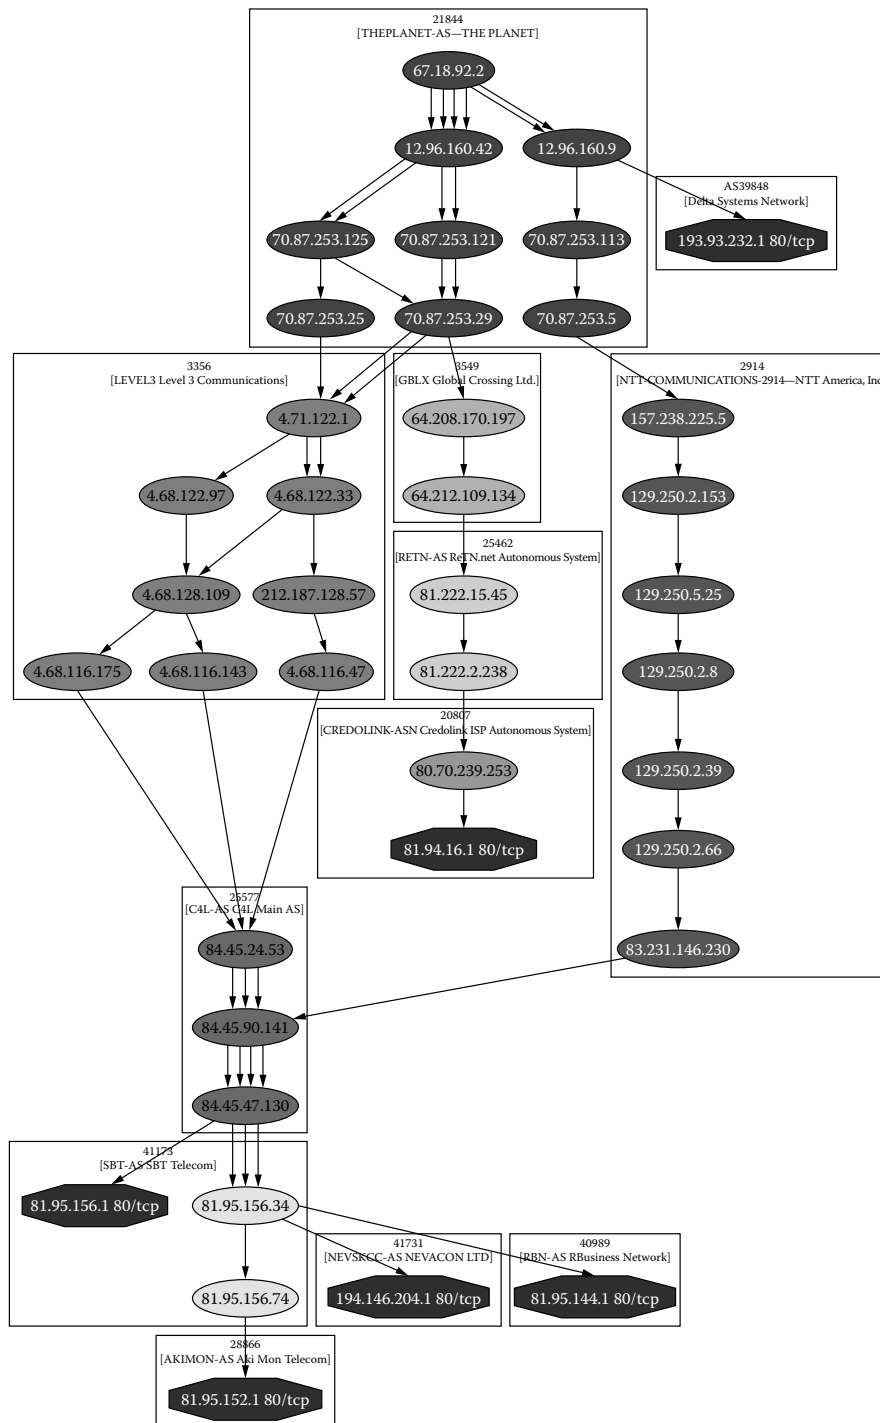 21844
[THEPLANET-AS—THE PLANET]
67.18.92.2
12.96.160.42
12.96.160.9
AS39848
[Delta Systems Network]
193.93.232.1 80/tcp
70.87.253.125
70.87.253.121
70.87.253.113
70.87.253.25
70.87.253.29
70.87.253.5
3356
[LEVEL3 Level 3 Communications]
3549
[GBLX Global Crossing Ltd.]
2914
[NTT-COMMUNICATIONS-2914—NTT America, Inc
4.71.122.1
64.208.170.197
157.238.225.5
4.68.122.97
4.68.122.33
64.212.109.134
129.250.2.153
25462
[RETN-AS ReTN.net Autonomous System]
4.68.128.109
212.187.128.57
81.222.15.45
129.250.5.25
4.68.116.175
4.68.116.143
4.68.116.47
81.222.2.238
129.250.2.8
20807
[CREDOLINK-ASN Credolink ISP Autonomous System]
80.70.239.253
129.250.2.39
81.94.16.1 80/tcp
129.250.2.66
25577
[C4L-AS C4L Main AS]
84.45.24.53
83.231.146.230
84.45.90.141
84.45.47.130
41173
[SBT-AS SBT Telecom]
81.95.156.1 80/tcp
81.95.156.34
41731
[NEVSKCC-AS NEVACON LTD]
40989
[RBN-AS RBusiness Network]
81.95.156.74
194.146.204.1 80/tcp
81.95.144.1 80/tcp
28866
[AKIMON-AS Aki Mon Telecom]
81.95.152.1 80/tcp